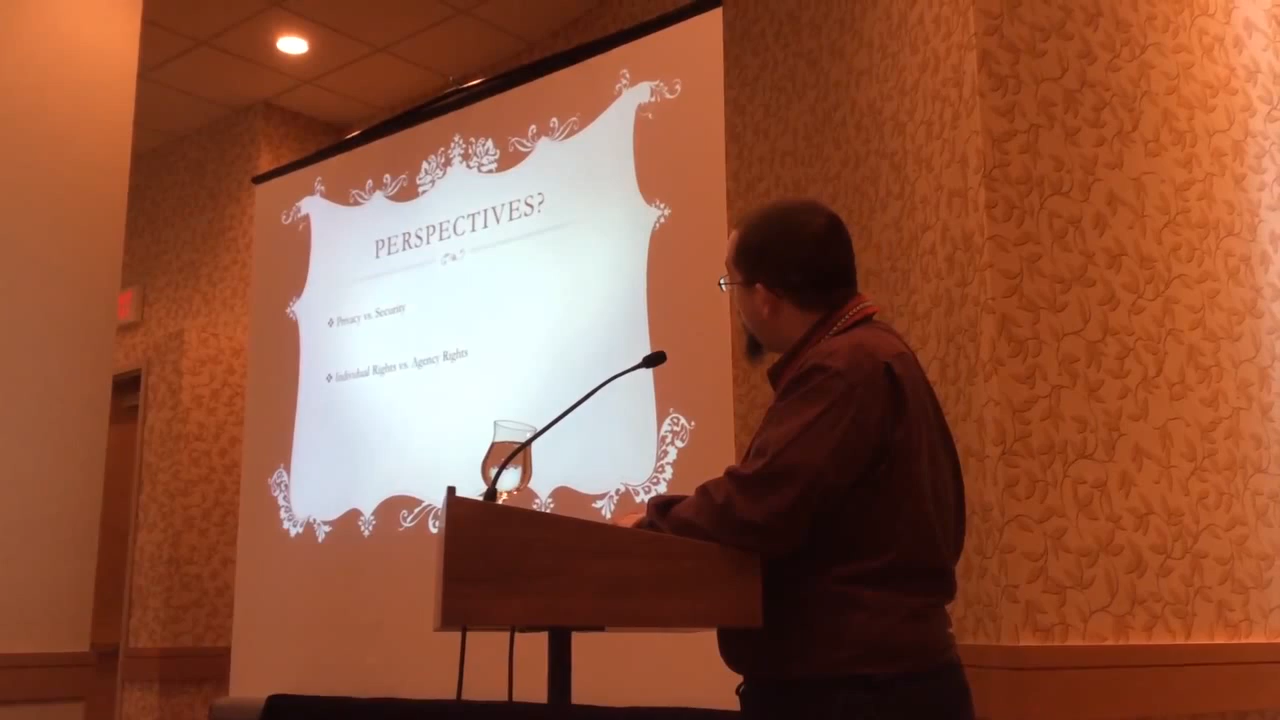 PERSPECTIVES?
❖ Privacy vs. Security
❖ Individual Rights vs. Agency Rights